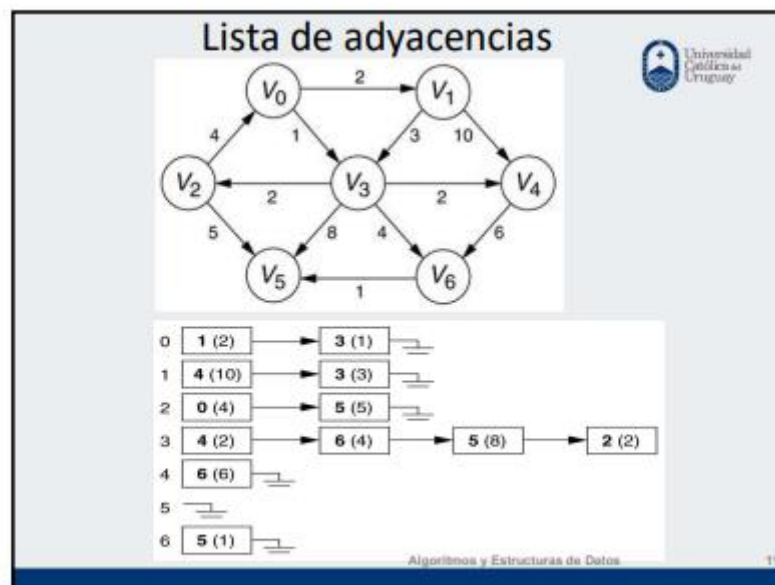 Lista de adyacencias
Universidad
Católica del
Uruguay
V0 2 V1
4 1 3 10
V2 2 V3 2 V4
5 8 4 6
V5 1 V6
0 1 (2) 3 (1)
1 4 (10) 3 (3)
2 0 (4) 5 (5)
3 4 (2) 6 (4) 5 (8) 2 (2)
4 6 (6)
5
6 5 (1)
Algoritmos y Estructuras de Datos